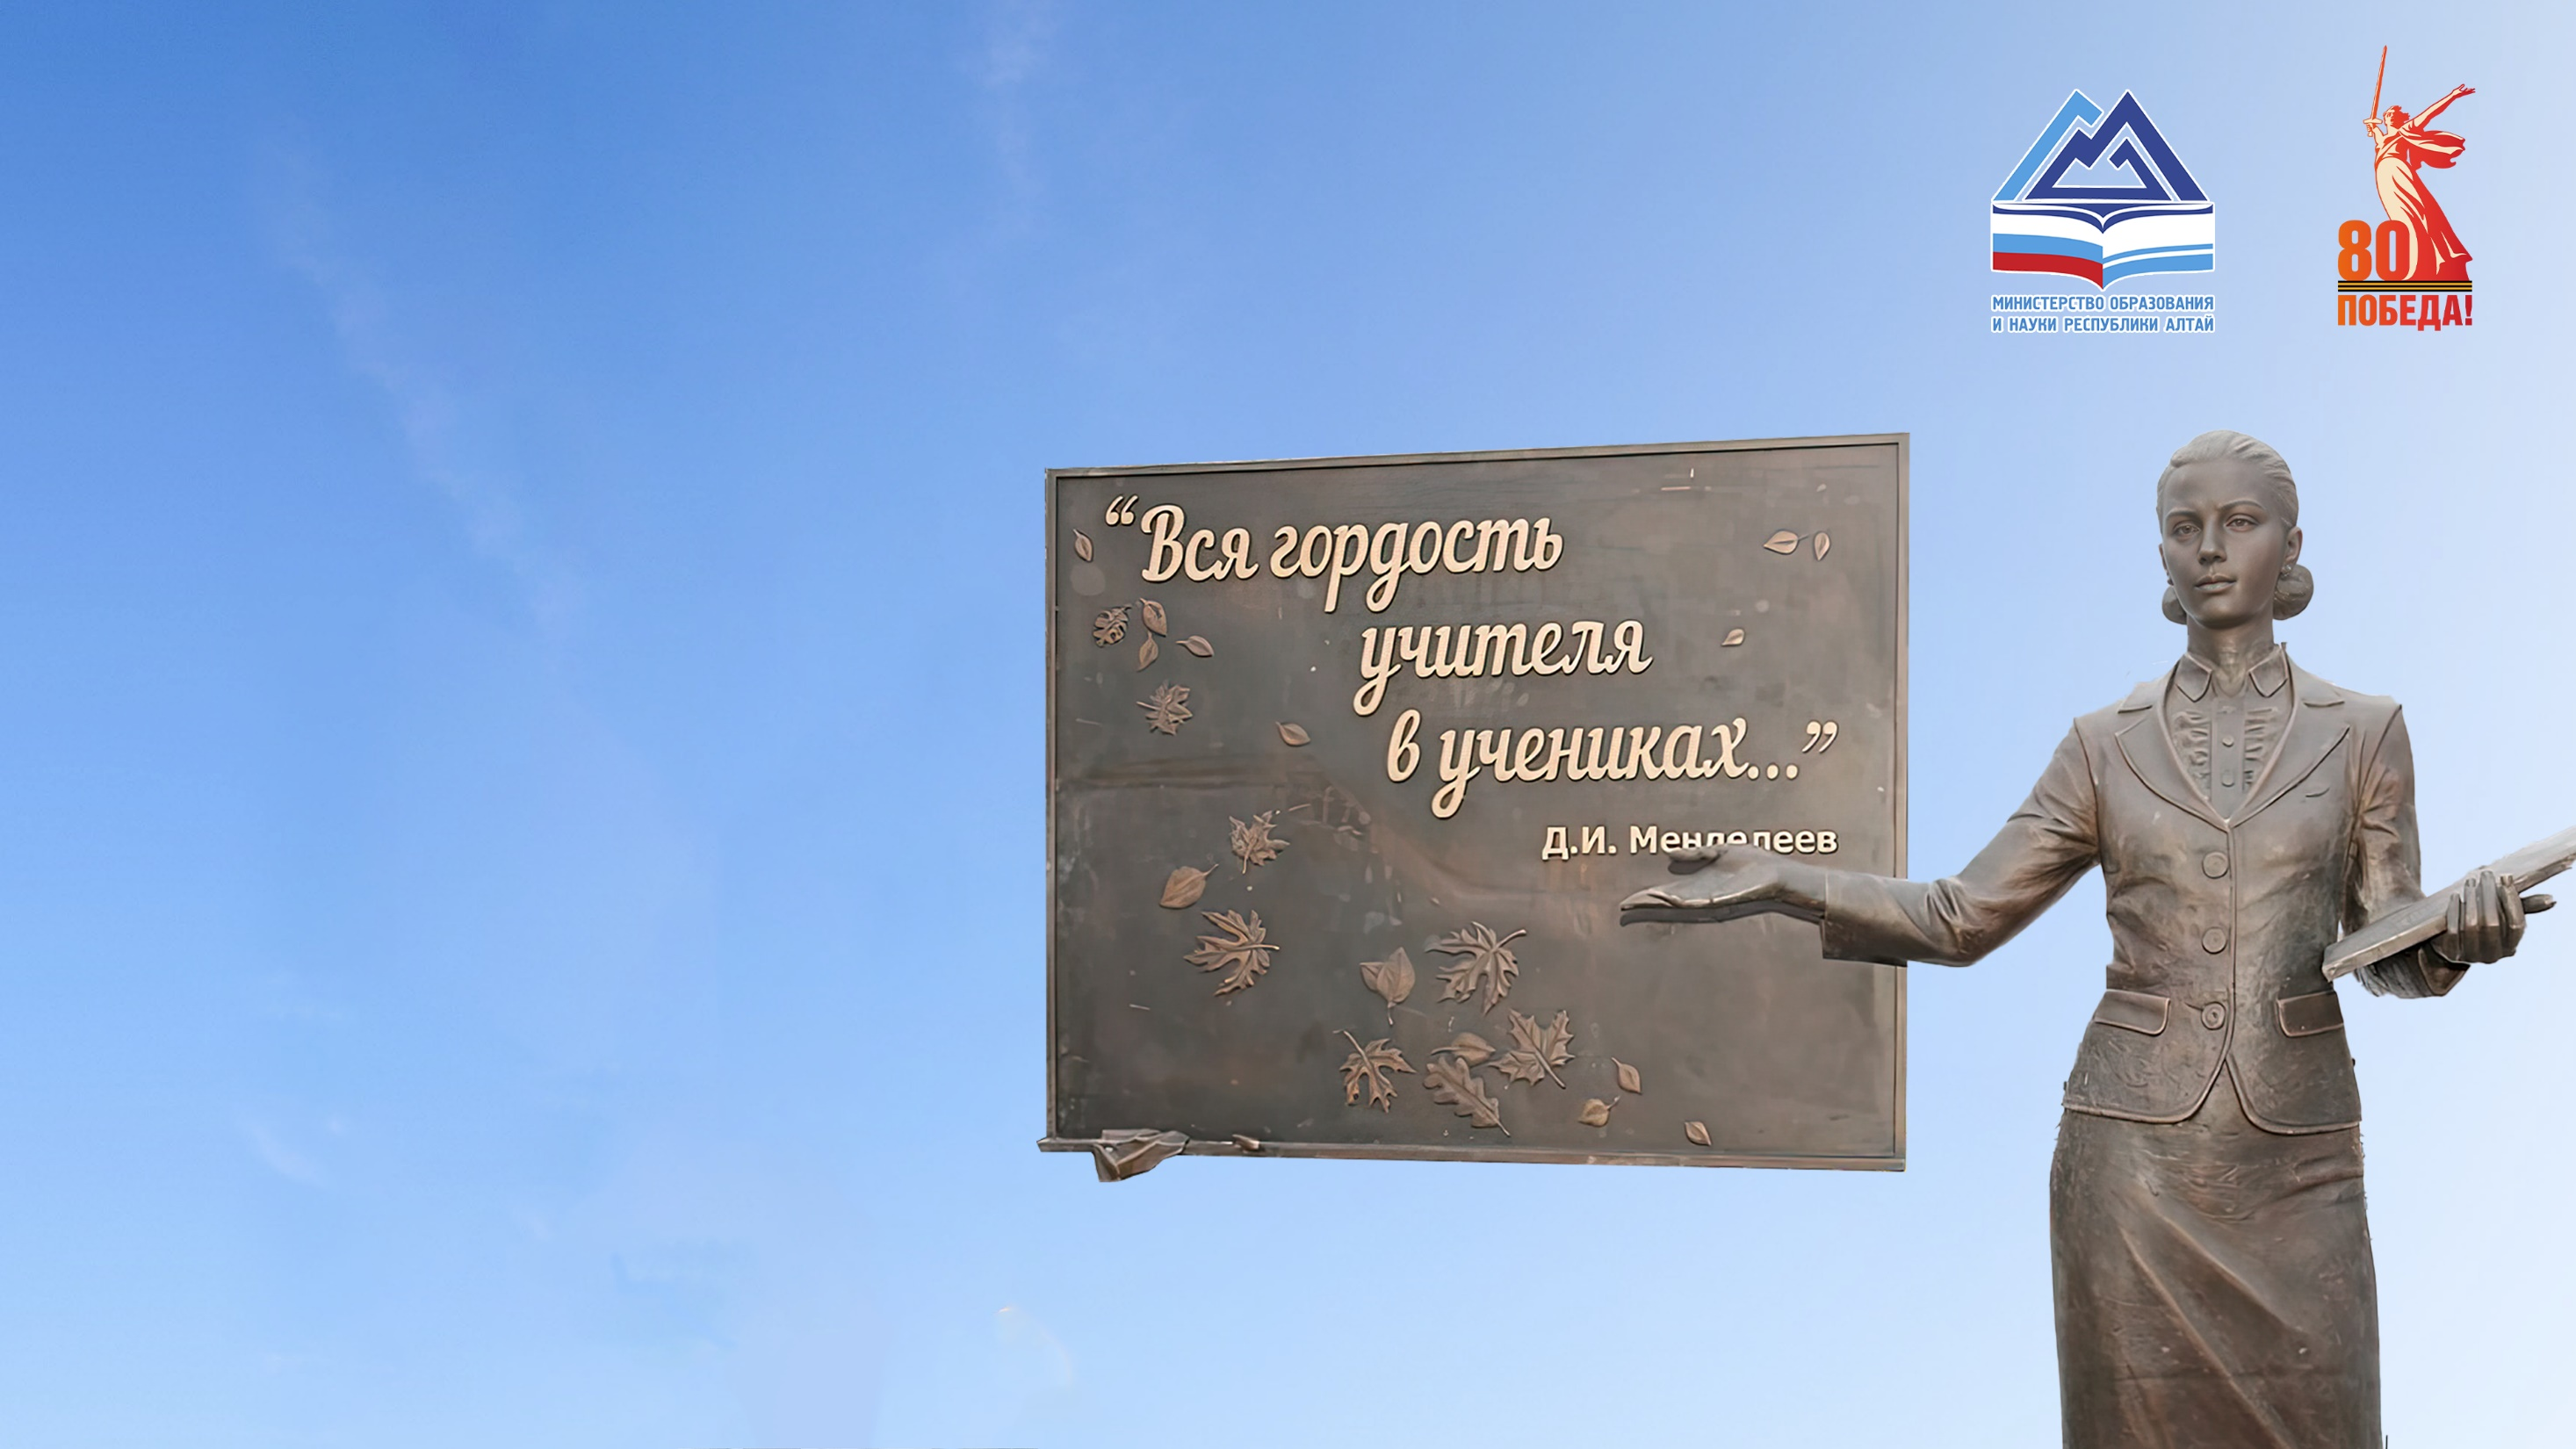 МИНИСТЕРСТВО ОБРАЗОВАНИЯ
И НАУКИ РЕСПУБЛИКИ АЛТАЙ
80
ПОБЕДА!
“Вся гордость
учителя
в учениках...”
Д.И. Менделеев